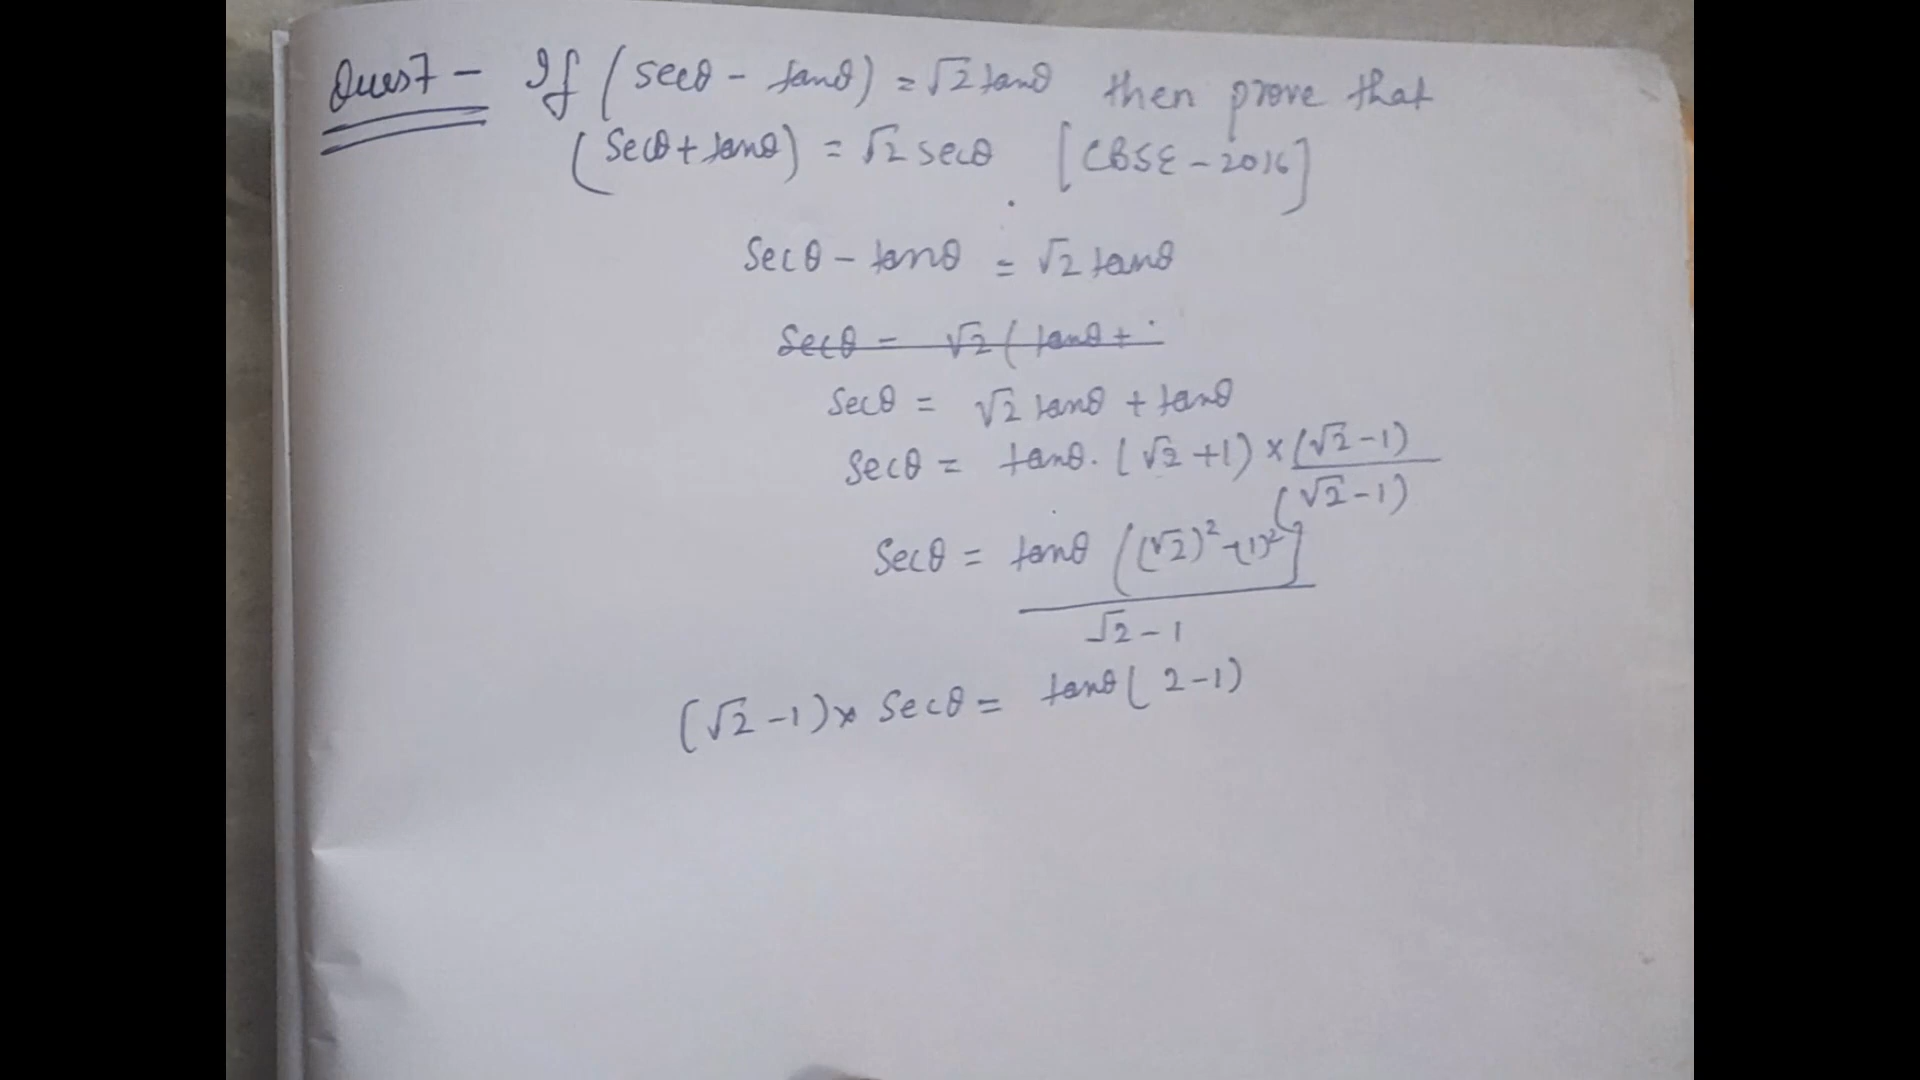 Ques 7 - If (secθ - tanθ) = √2 tanθ then prove that
(secθ + tanθ) = √2 secθ [CBSE - 2016]
secθ - tanθ = √2 tanθ
secθ = √2 (tanθ +
secθ = √2 tanθ + tanθ
secθ = tanθ. (√2 + 1) × (√2 - 1)
(√2 - 1)
secθ = tanθ ((√2)² - (1)²]
√2 - 1
(√2 - 1) × secθ = tanθ (2 - 1)